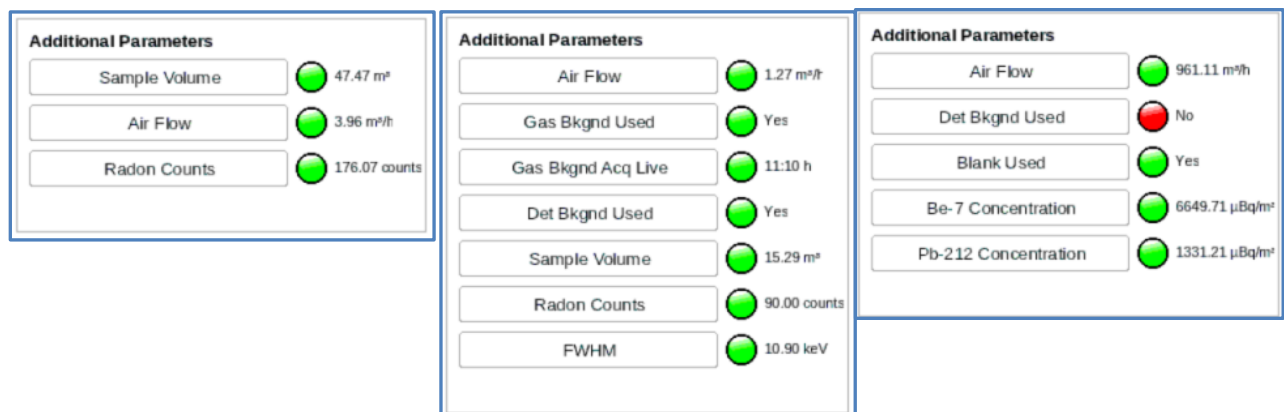 Additional Parameters
Sample Volume 47.47 m³
Air Flow 3.96 m³/h
Radon Counts 176.07 counts
Additional Parameters
Air Flow 1.27 m³/h
Gas Bkgnd Used Yes
Gas Bkgnd Acq Live 11:10 h
Det Bkgnd Used Yes
Sample Volume 15.29 m³
Radon Counts 90.00 counts
FWHM 10.90 keV
Additional Parameters
Air Flow 961.11 m³/h
Det Bkgnd Used No
Blank Used Yes
Be-7 Concentration 6649.71 µBq/m³
Pb-212 Concentration 1331.21 µBq/m³